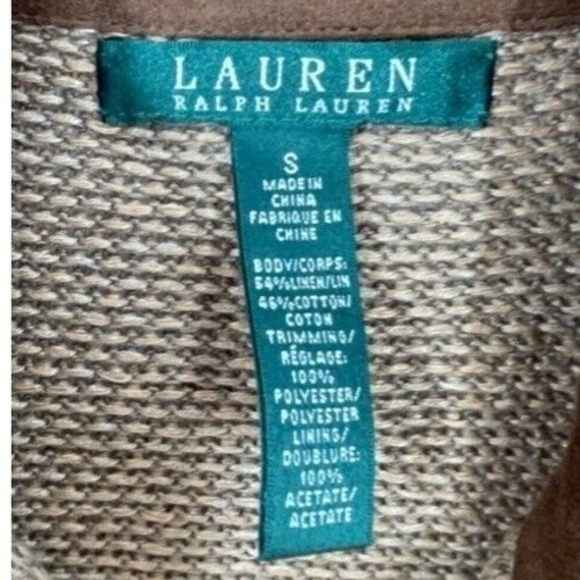 LAUREN
RALPH LAUREN
S
MADE IN
CHINA
FABRIQUE EN
CHINE
BODY/CORPS:
54%LINEN/LIN
46%COTTON/
COTON
TRIMMING/
RÉGLAGE:
100%
POLYESTER/
POLYESTER
LINING/
DOUBLURE:
100%
ACETATE/
ACETATE